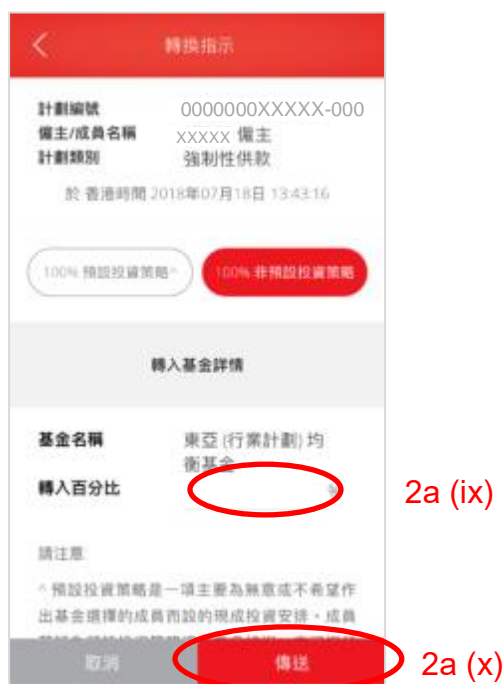 轉換指示
計劃編號 0000000XXXXX-000
僱主/成員名稱 XXXXX 僱主
計劃類別 強制性供款
於 香港時間 2018年07月18日 13:43:16
100% 預設投資策略^ 100% 非預設投資策略
轉入基金詳情
基金名稱 東亞 (行業計劃) 均
衡基金
轉入百分比 %
2a (ix)
請注意
^ 預設投資策略是一項主要為無意或不希望作
出基金選擇的成員而設的現成投資安排。成員
取消 傳送
2a (x)